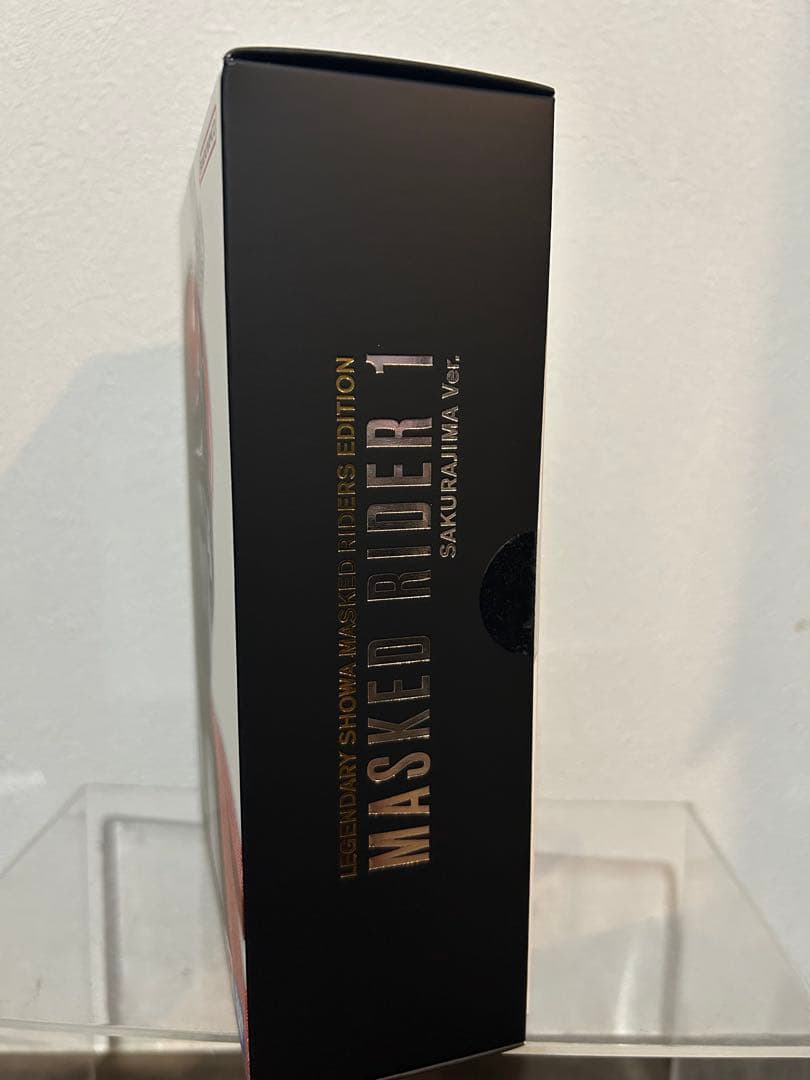 LEGENDARY SHOWA MASKED RIDERS EDITION
MASKED RIDER 1
SAKURAJIMA Ver.